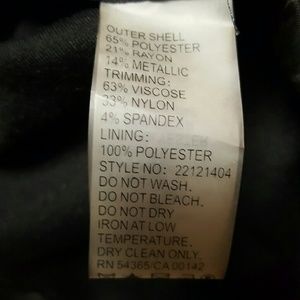 OUTER SHELL
65% POLYESTER
21% RAYON
14% METALLIC
TRIMMING:
63% VISCOSE
33% NYLON
4% SPANDEX
LINING:
100% POLYESTER
STYLE NO: 22121404
DO NOT WASH.
DO NOT BLEACH.
DO NOT DRY
IRON AT LOW
TEMPERATURE.
DRY CLEAN ONLY.
RN 54365/CA 00142